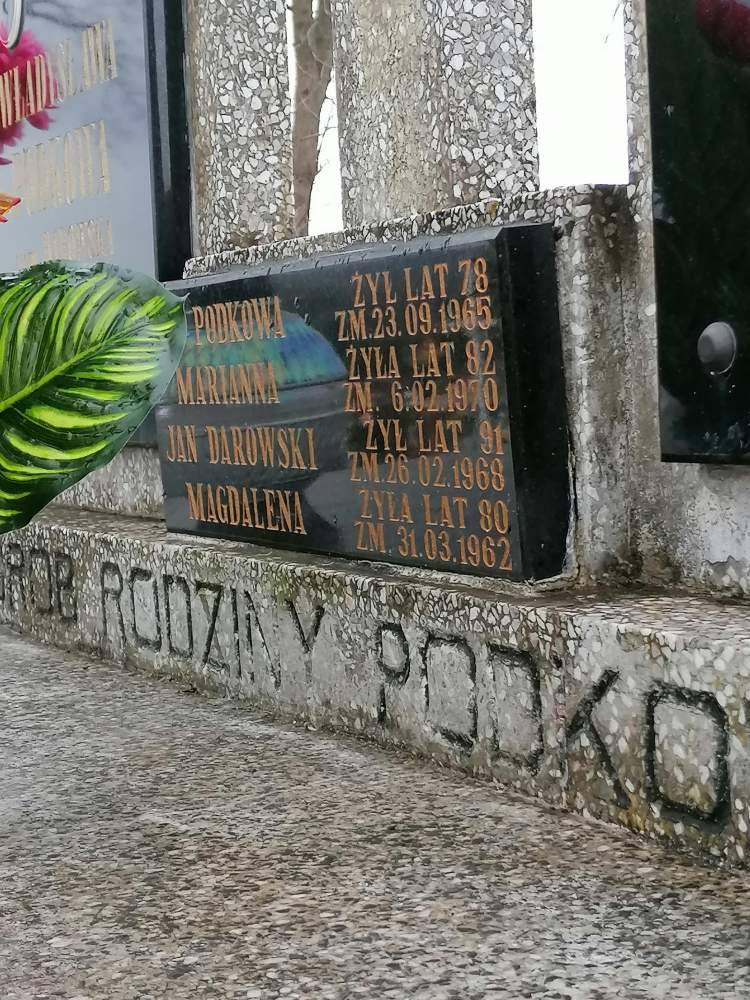 PODKOWA ŻYŁ LAT 78
ZM.23.09.1965
MARIANNA ŻYŁA LAT 82
ZM. 6.02.1970
JAN DAROWSKI ŻYŁ LAT 91
ZM.26.02.1968
MAGDALENA ŻYŁA LAT 80
ZM. 31.03.1962
GRÓB RODZINY PODKO